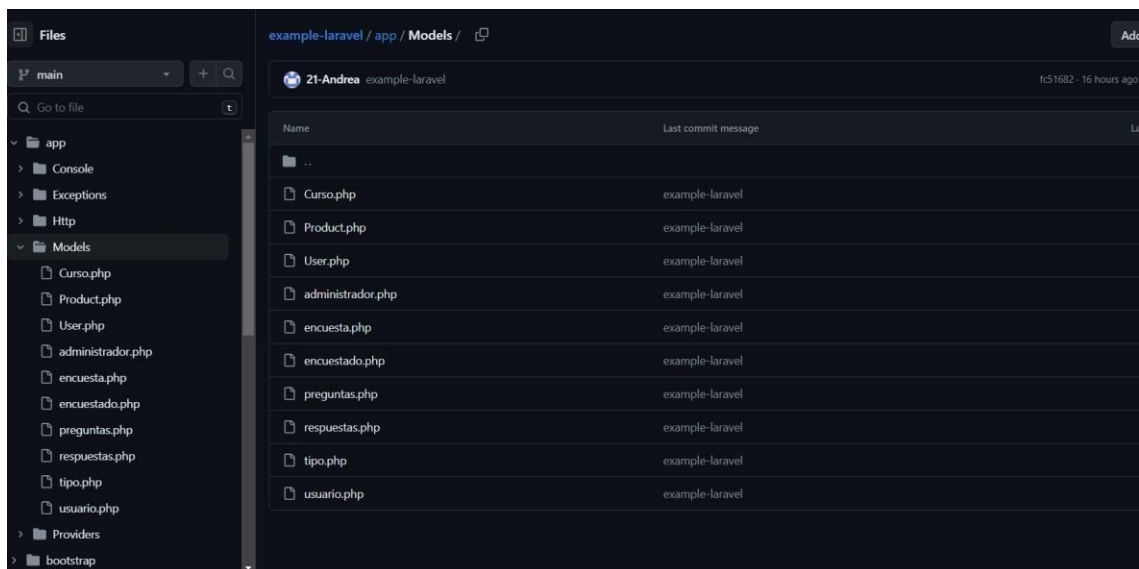 Files
main
Go to file
t
app
Console
Exceptions
Http
Models
Curso.php
Product.php
User.php
administrador.php
encuesta.php
encuestado.php
preguntas.php
respuestas.php
tipo.php
usuario.php
Providers
bootstrap
example-laravel / app / Models /
Add
21-Andrea example-laravel
fc51682 · 16 hours ago
Name Last commit message La
..
Curso.php example-laravel
Product.php example-laravel
User.php example-laravel
administrador.php example-laravel
encuesta.php example-laravel
encuestado.php example-laravel
preguntas.php example-laravel
respuestas.php example-laravel
tipo.php example-laravel
usuario.php example-laravel